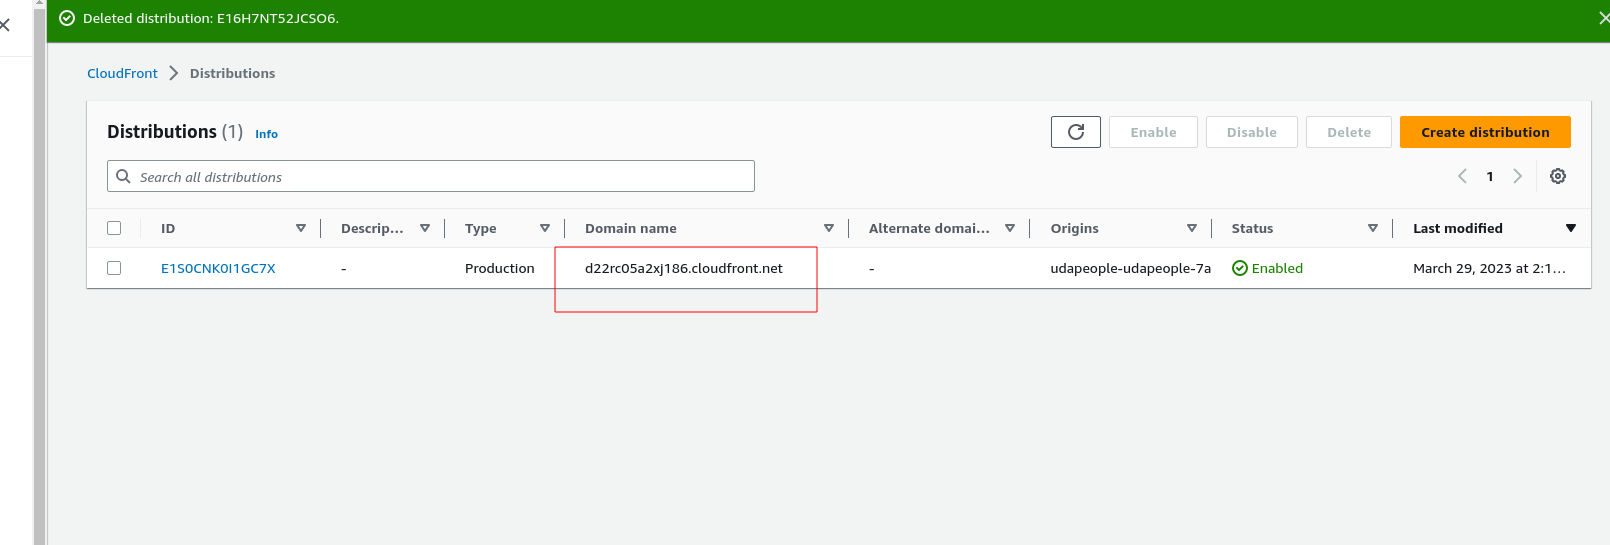 Deleted distribution: E16H7NT52JCSO6.
CloudFront Distributions
Distributions (1) Info
Enable Disable Delete Create distribution
Search all distributions
1
ID Descrip... Type Domain name Alternate domai... Origins Status Last modified
E1S0CNK0I1GC7X - Production d22rc05a2xj186.cloudfront.net - udapeople-udapeople-7a Enabled March 29, 2023 at 2:1...